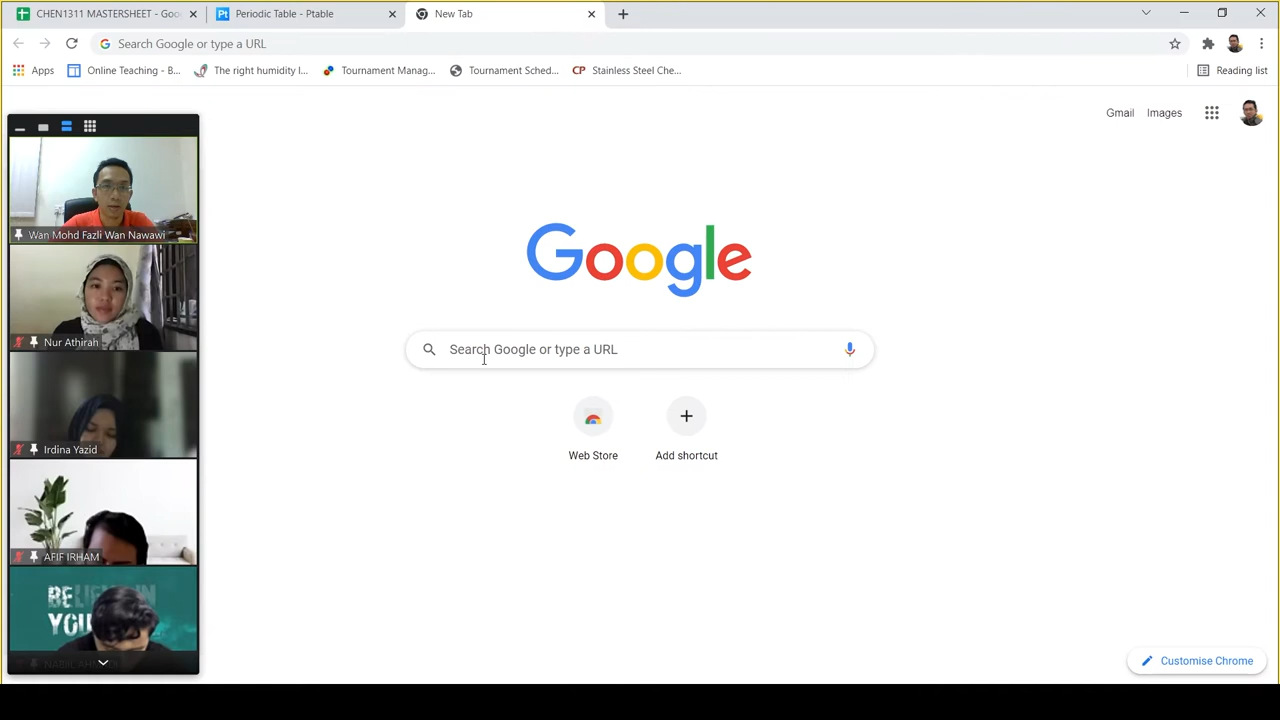 CHEN1311 MASTERSHEET - Goo
Periodic Table - Ptable
New Tab
Search Google or type a URL
Apps
Online Teaching - B...
The right humidity l...
Tournament Manag...
Tournament Sched...
CP Stainless Steel Che...
Reading list
Gmail
Images
Wan Mohd Fazli Wan Nawawi
Nur Athirah
Irdina Yazid
AFIF IRHAM
BELIEVE IN
YOU
Google
Search Google or type a URL
Web Store
Add shortcut
Customise Chrome